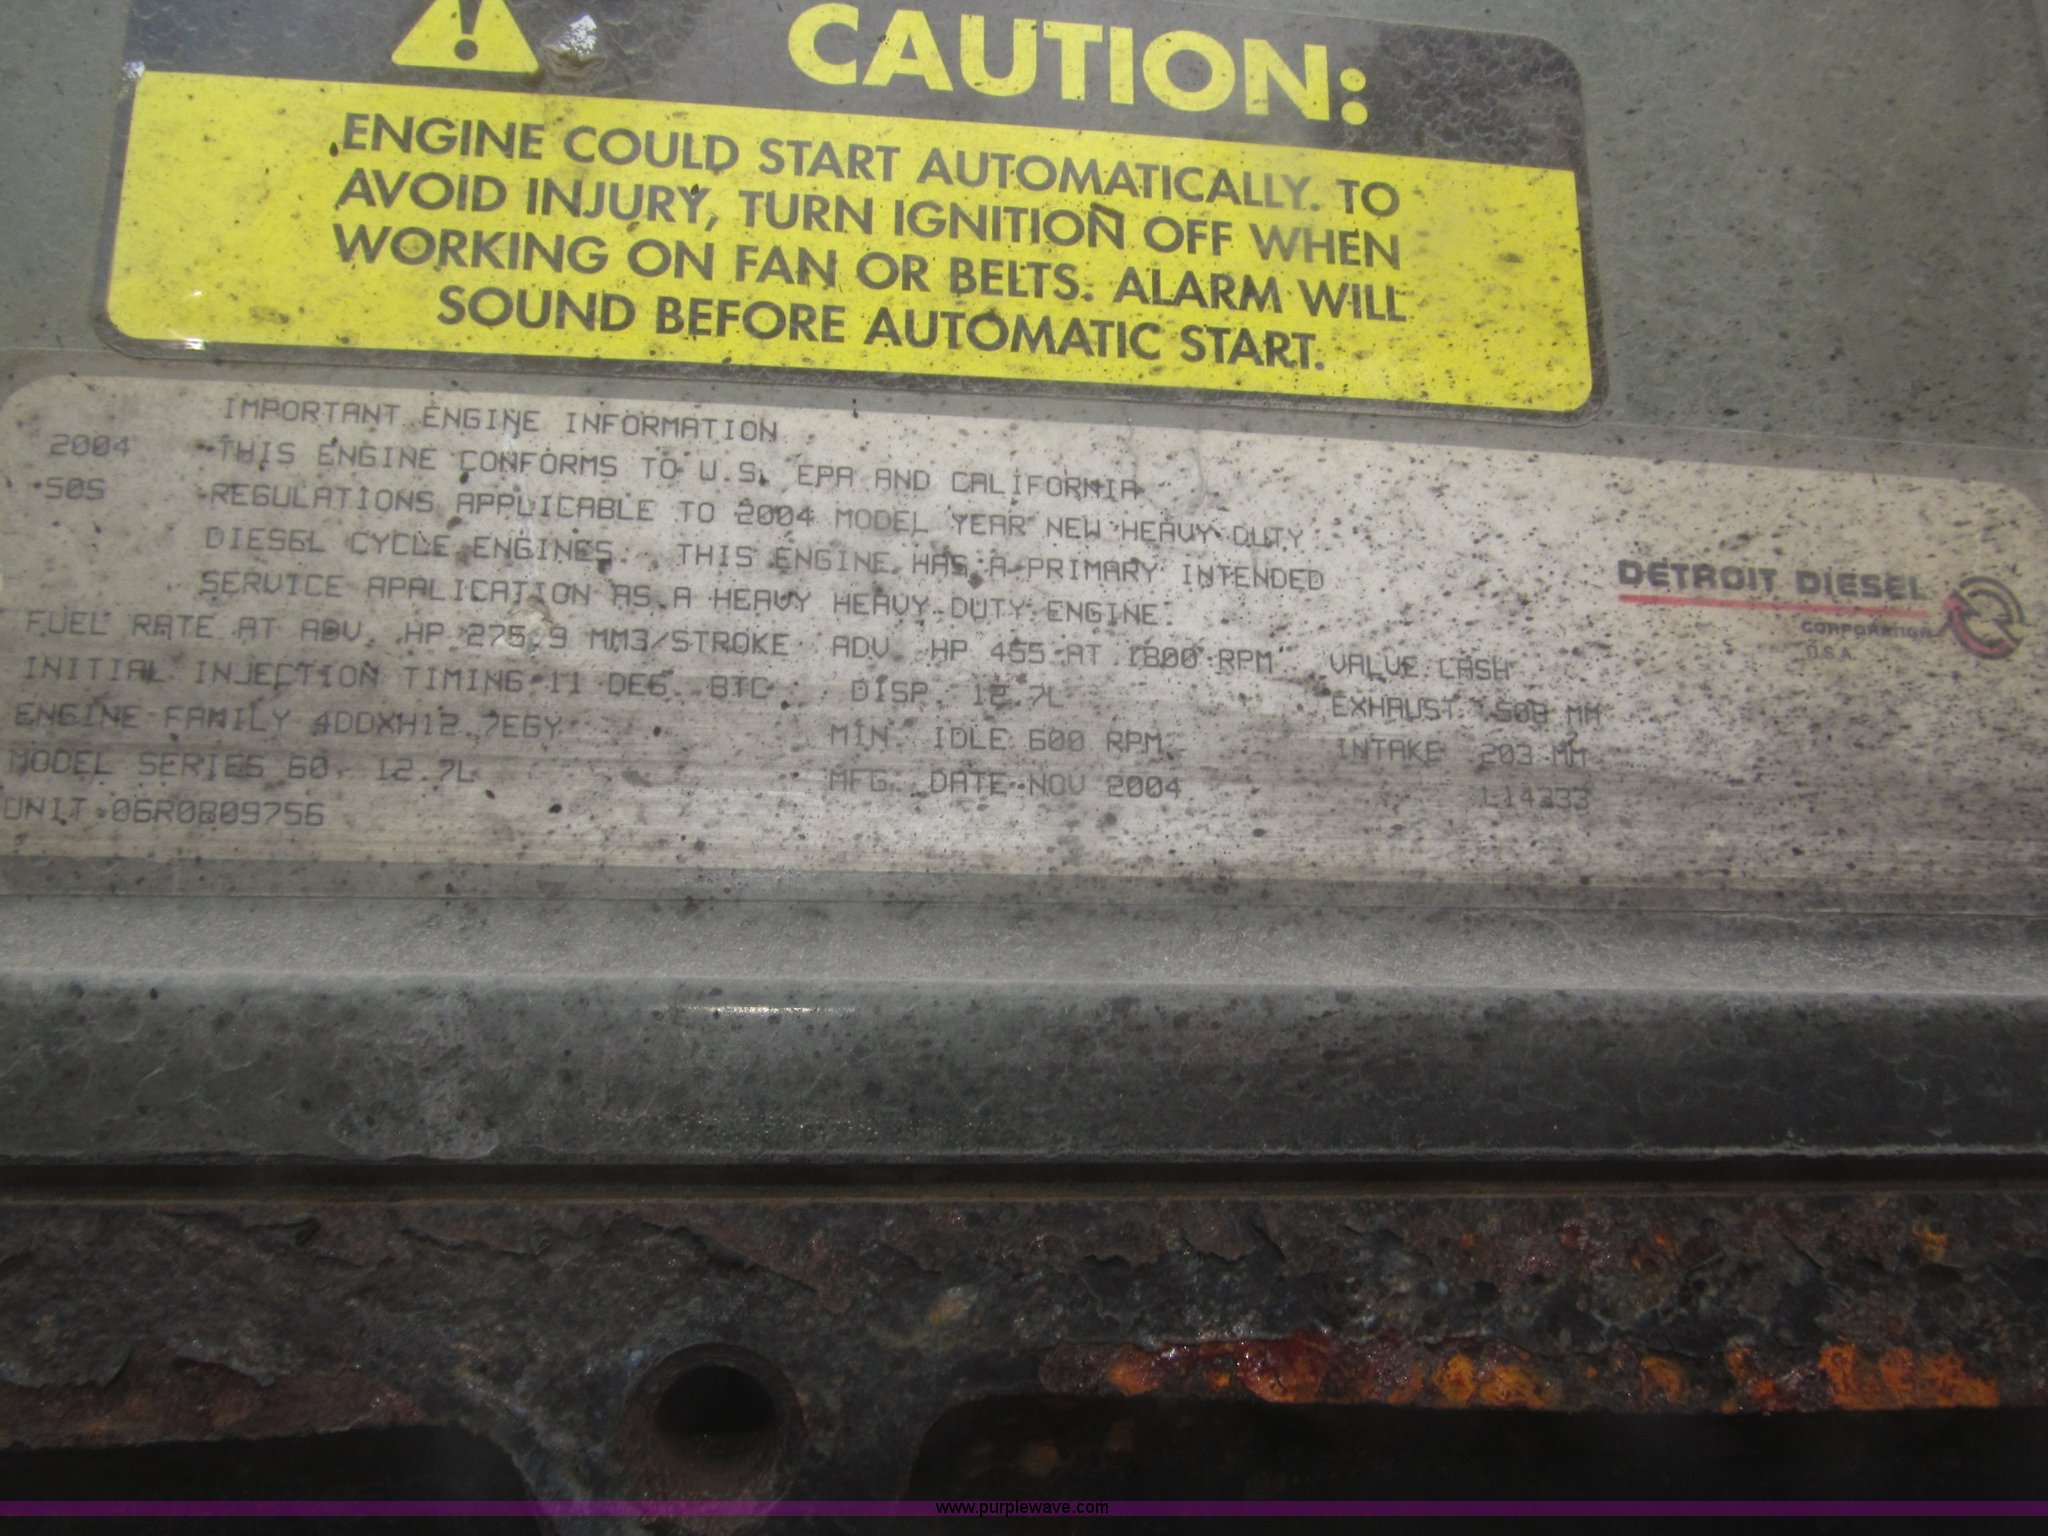 CAUTION:
ENGINE COULD START AUTOMATICALLY. TO
AVOID INJURY, TURN IGNITION OFF WHEN
WORKING ON FAN OR BELTS. ALARM WILL
SOUND BEFORE AUTOMATIC START.
IMPORTANT ENGINE INFORMATION
2004 THIS ENGINE CONFORMS TO U.S. EPA AND CALIFORNIA
50S REGULATIONS APPLICABLE TO 2004 MODEL YEAR NEW HEAVY DUTY
DIESEL CYCLE ENGINES. THIS ENGINE HAS A PRIMARY INTENDED
SERVICE APPLICATION AS A HEAVY HEAVY DUTY ENGINE.
DETROIT DIESEL
CORPORATION
U.S.A.
FUEL RATE AT ADV. HP 275.9 MM3/STROKE ADV. HP 455 AT 1800 RPM VALVE LASH
INITIAL INJECTION TIMING 11 DEG. BTC DISP. 12.7L EXHAUST .508 MM
ENGINE FAMILY 4DDXH12.7EGY MIN. IDLE 600 RPM INTAKE .203 MM
MODEL SERIES 60, 12.7L MFG. DATE NOV 2004 L14333
UNIT 06R0809756
www.purplewave.com